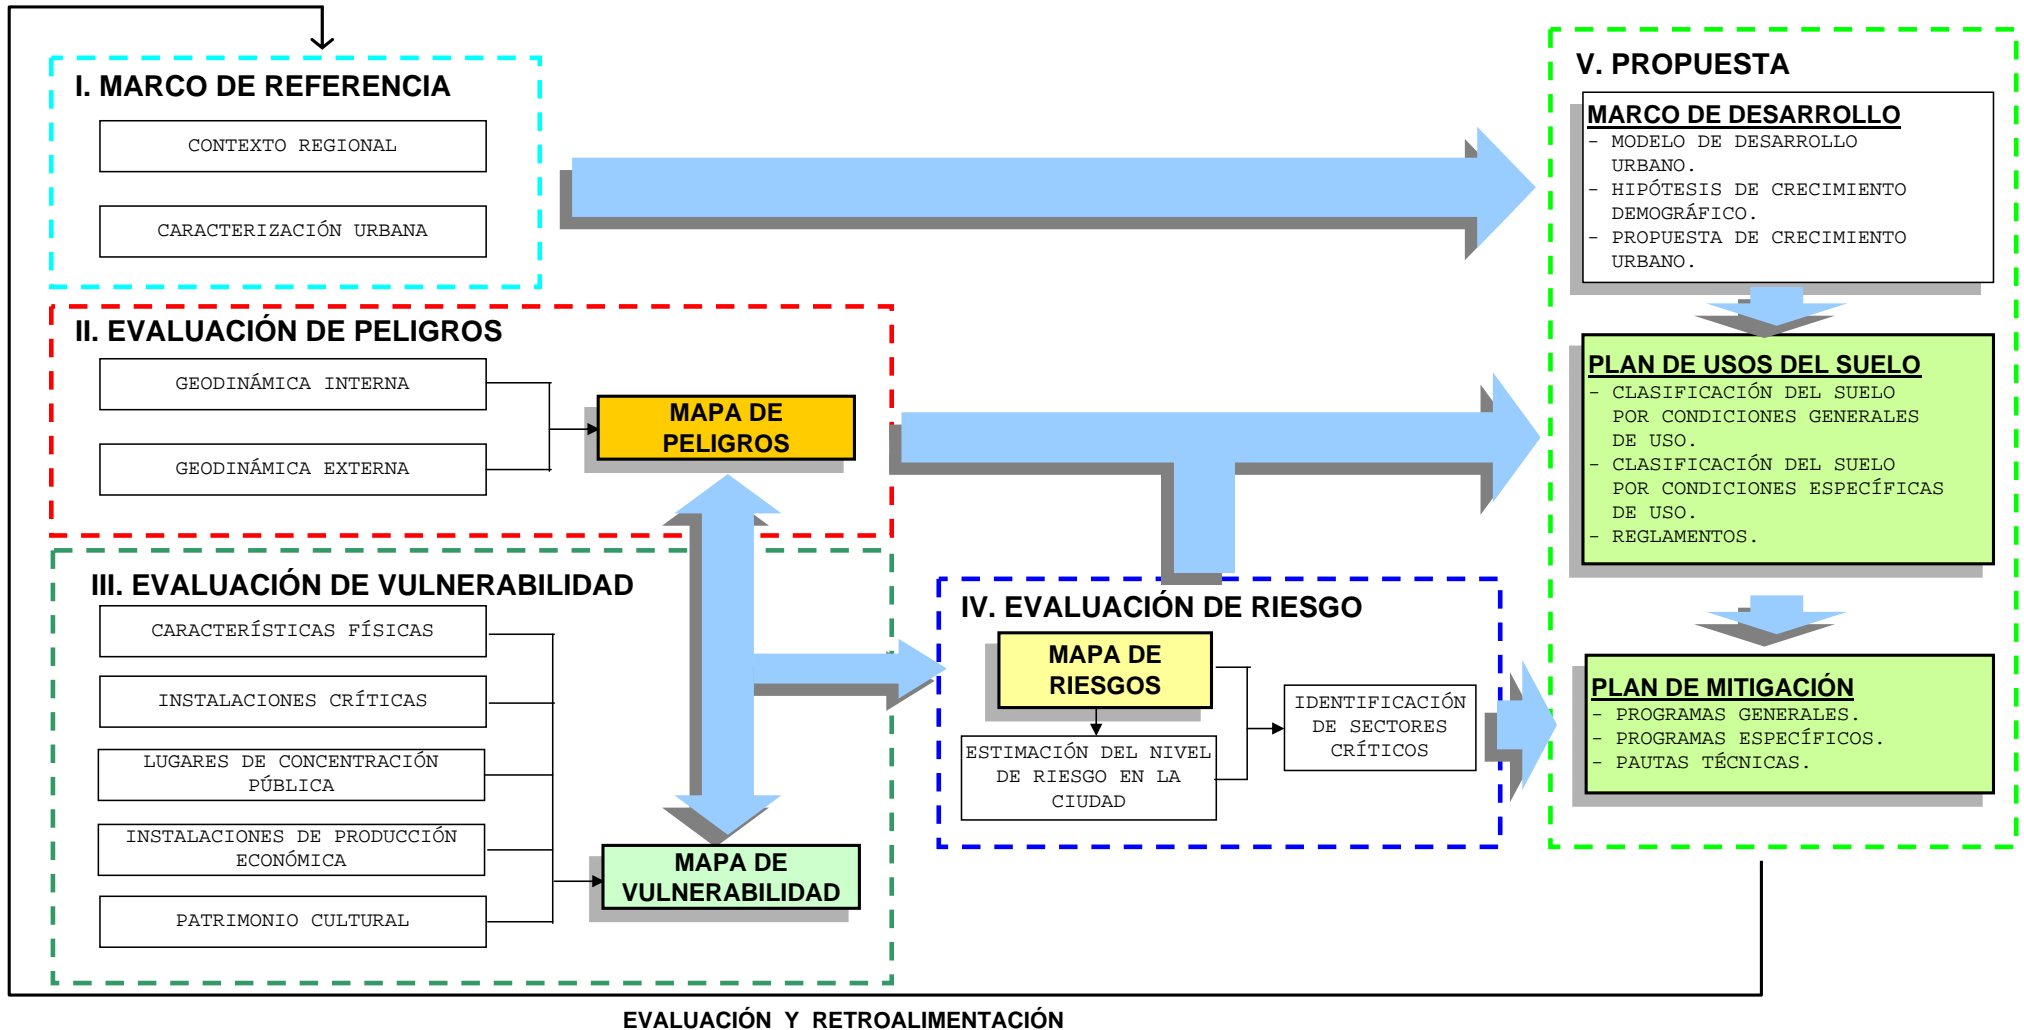 I. MARCO DE REFERENCIA
CONTEXTO REGIONAL
CARACTERIZACIÓN URBANA
II. EVALUACIÓN DE PELIGROS
GEODINÁMICA INTERNA
GEODINÁMICA EXTERNA
MAPA DE
PELIGROS
III. EVALUACIÓN DE VULNERABILIDAD
CARACTERÍSTICAS FÍSICAS
INSTALACIONES CRÍTICAS
LUGARES DE CONCENTRACIÓN
PÚBLICA
INSTALACIONES DE PRODUCCIÓN
ECONÓMICA
PATRIMONIO CULTURAL
MAPA DE
VULNERABILIDAD
IV. EVALUACIÓN DE RIESGO
MAPA DE
RIESGOS
ESTIMACIÓN DEL NIVEL
DE RIESGO EN LA
CIUDAD
IDENTIFICACIÓN
DE SECTORES
CRÍTICOS
V. PROPUESTA
MARCO DE DESARROLLO
- MODELO DE DESARROLLO
URBANO.
- HIPÓTESIS DE CRECIMIENTO
DEMOGRÁFICO.
- PROPUESTA DE CRECIMIENTO
URBANO.
PLAN DE USOS DEL SUELO
- CLASIFICACIÓN DEL SUELO
POR CONDICIONES GENERALES
DE USO.
- CLASIFICACIÓN DEL SUELO
POR CONDICIONES ESPECÍFICAS
DE USO.
- REGLAMENTOS.
PLAN DE MITIGACIÓN
- PROGRAMAS GENERALES.
- PROGRAMAS ESPECÍFICOS.
- PAUTAS TÉCNICAS.
EVALUACIÓN Y RETROALIMENTACIÓN